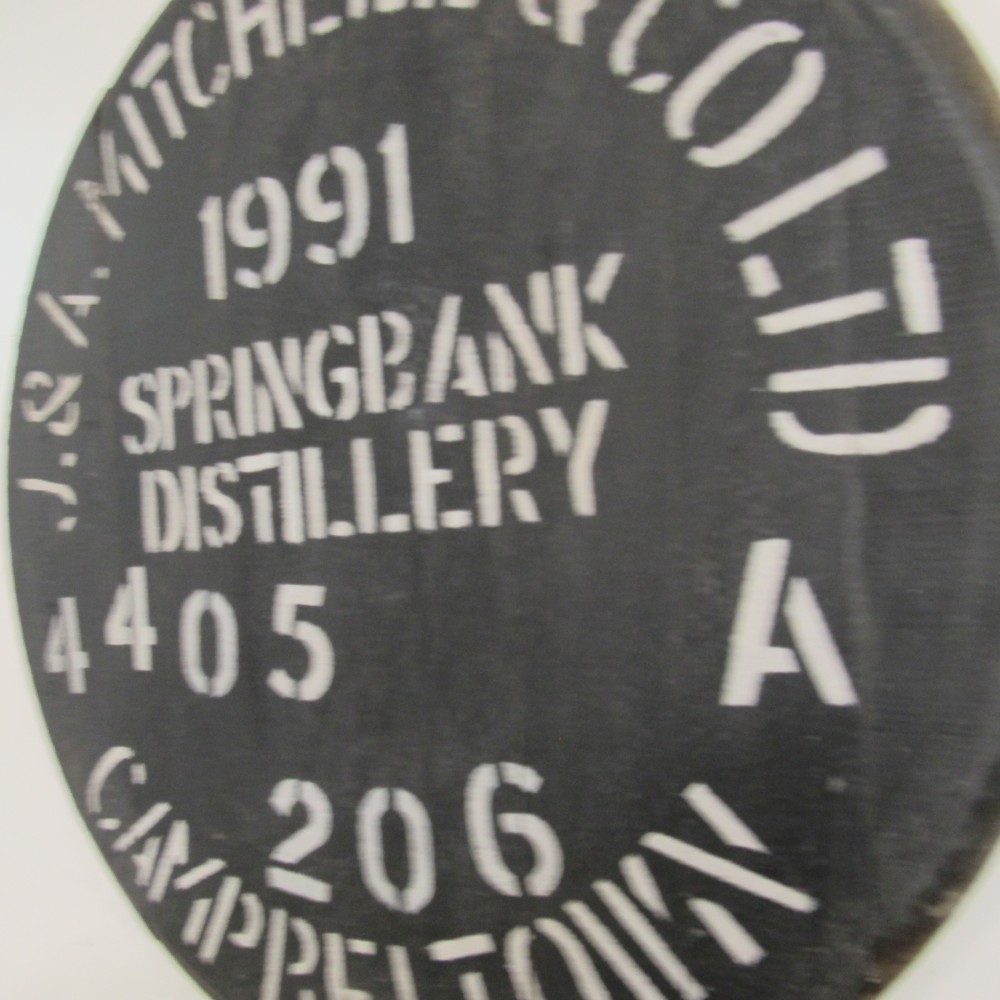 J. & A. MITCHELL & CO LTD
1991
SPRINGBANK
DISTILLERY
4405
A
206
CAMPBELTOWN